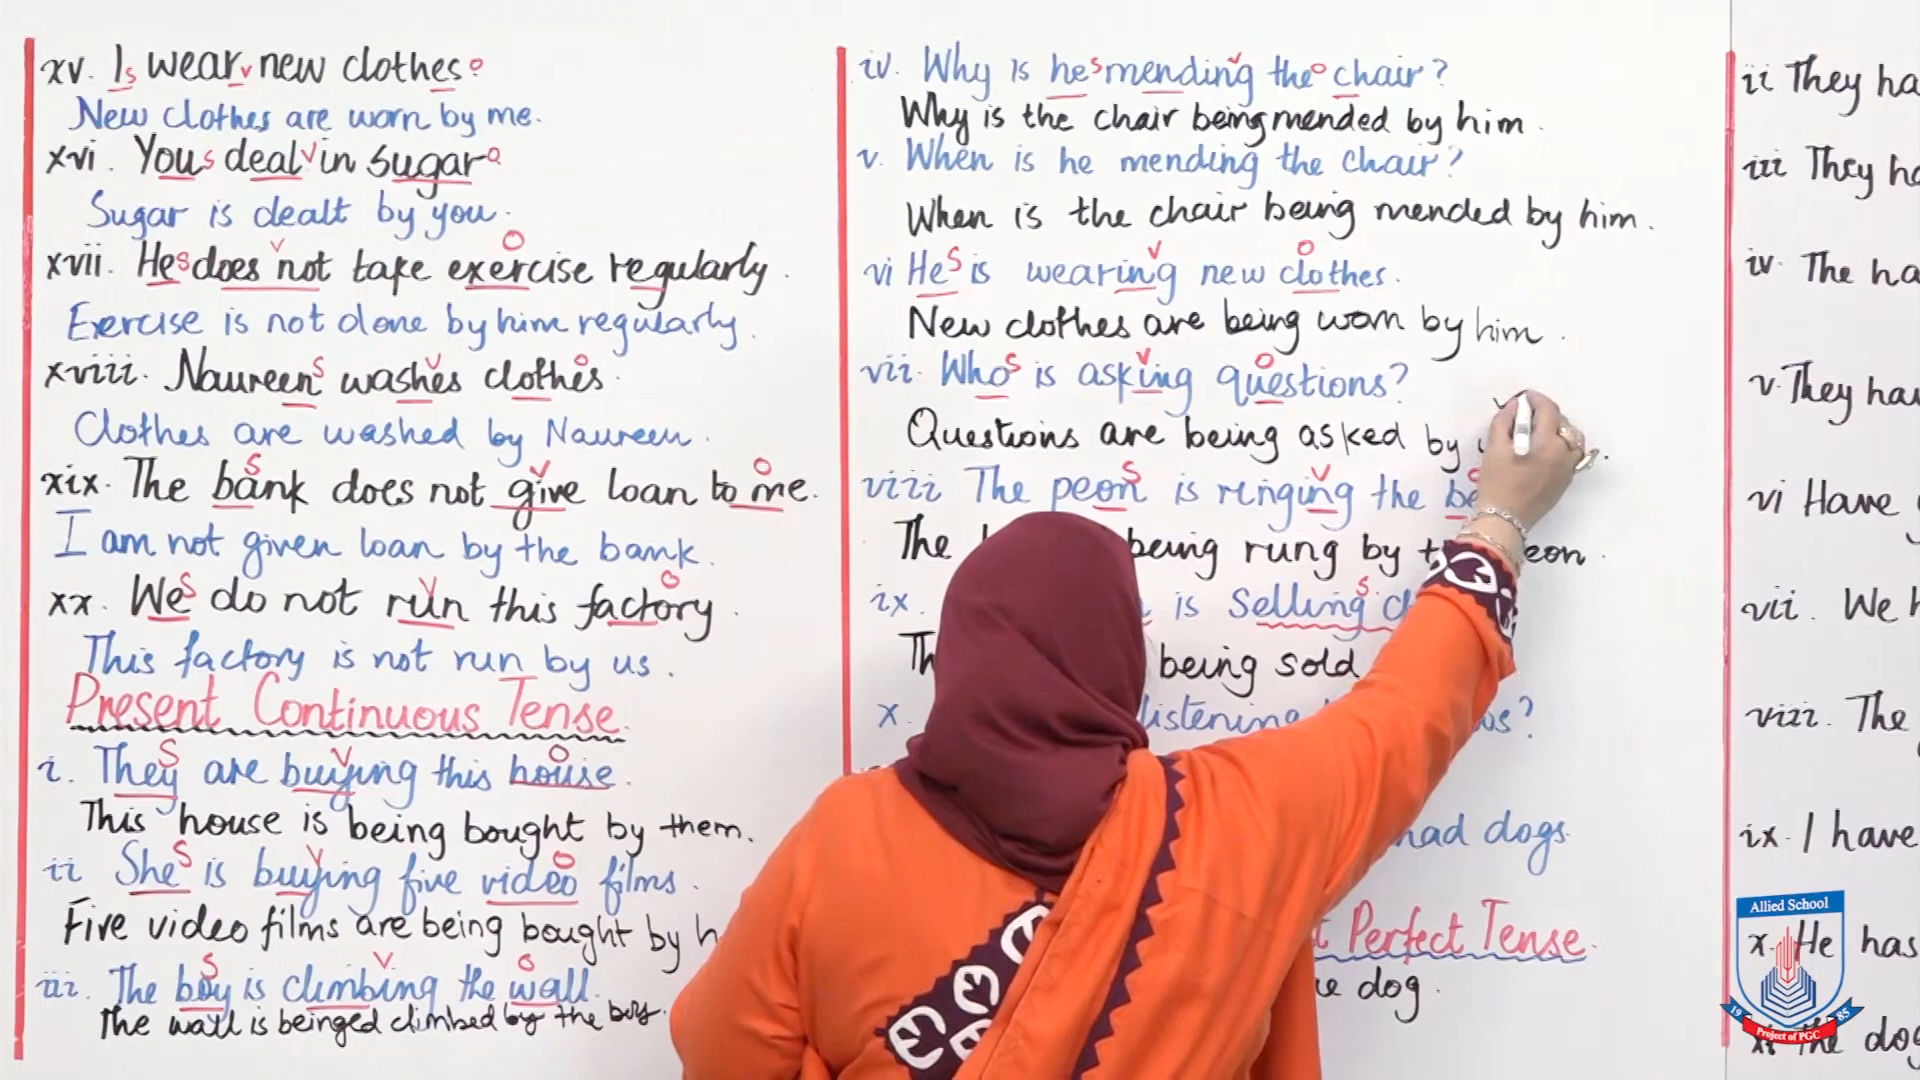 xv. I wear new clothes.
New clothes are worn by me.
xvi. You deal in sugar
Sugar is dealt by you.
xvii. He does not take exercise regularly.
Exercise is not done by him regularly.
xviii. Naureen washes clothes.
Clothes are washed by Naureen.
xix. The bank does not give loan to me.
I am not given loan by the bank.
xx. We do not run this factory.
This factory is not run by us.
Present Continuous Tense.
i. They are buying this house.
This house is being bought by them.
ii She is buying five video films.
Five video films are being bought by
iii. The boy is climbing the wall.
The wall is beinged climbed by the boy.
iv. Why is he mending the chair?
Why is the chair being mended by him.
v. When is he mending the chair?
When is the chair being mended by him.
vi He is wearing new clothes.
New clothes are being worn by him.
vii. Who is asking questions?
Questions are being asked by
viii The peon is ringing the
The being rung by
ix. is selling
being sold
x. listening
mad dogs.
Perfect Tense.
dog.
ii They
iii They
iv. The
v. They
vi Have
vii. We
viii. The
ix. I have
x. He has
The
Allied School
1985
Project of PGC